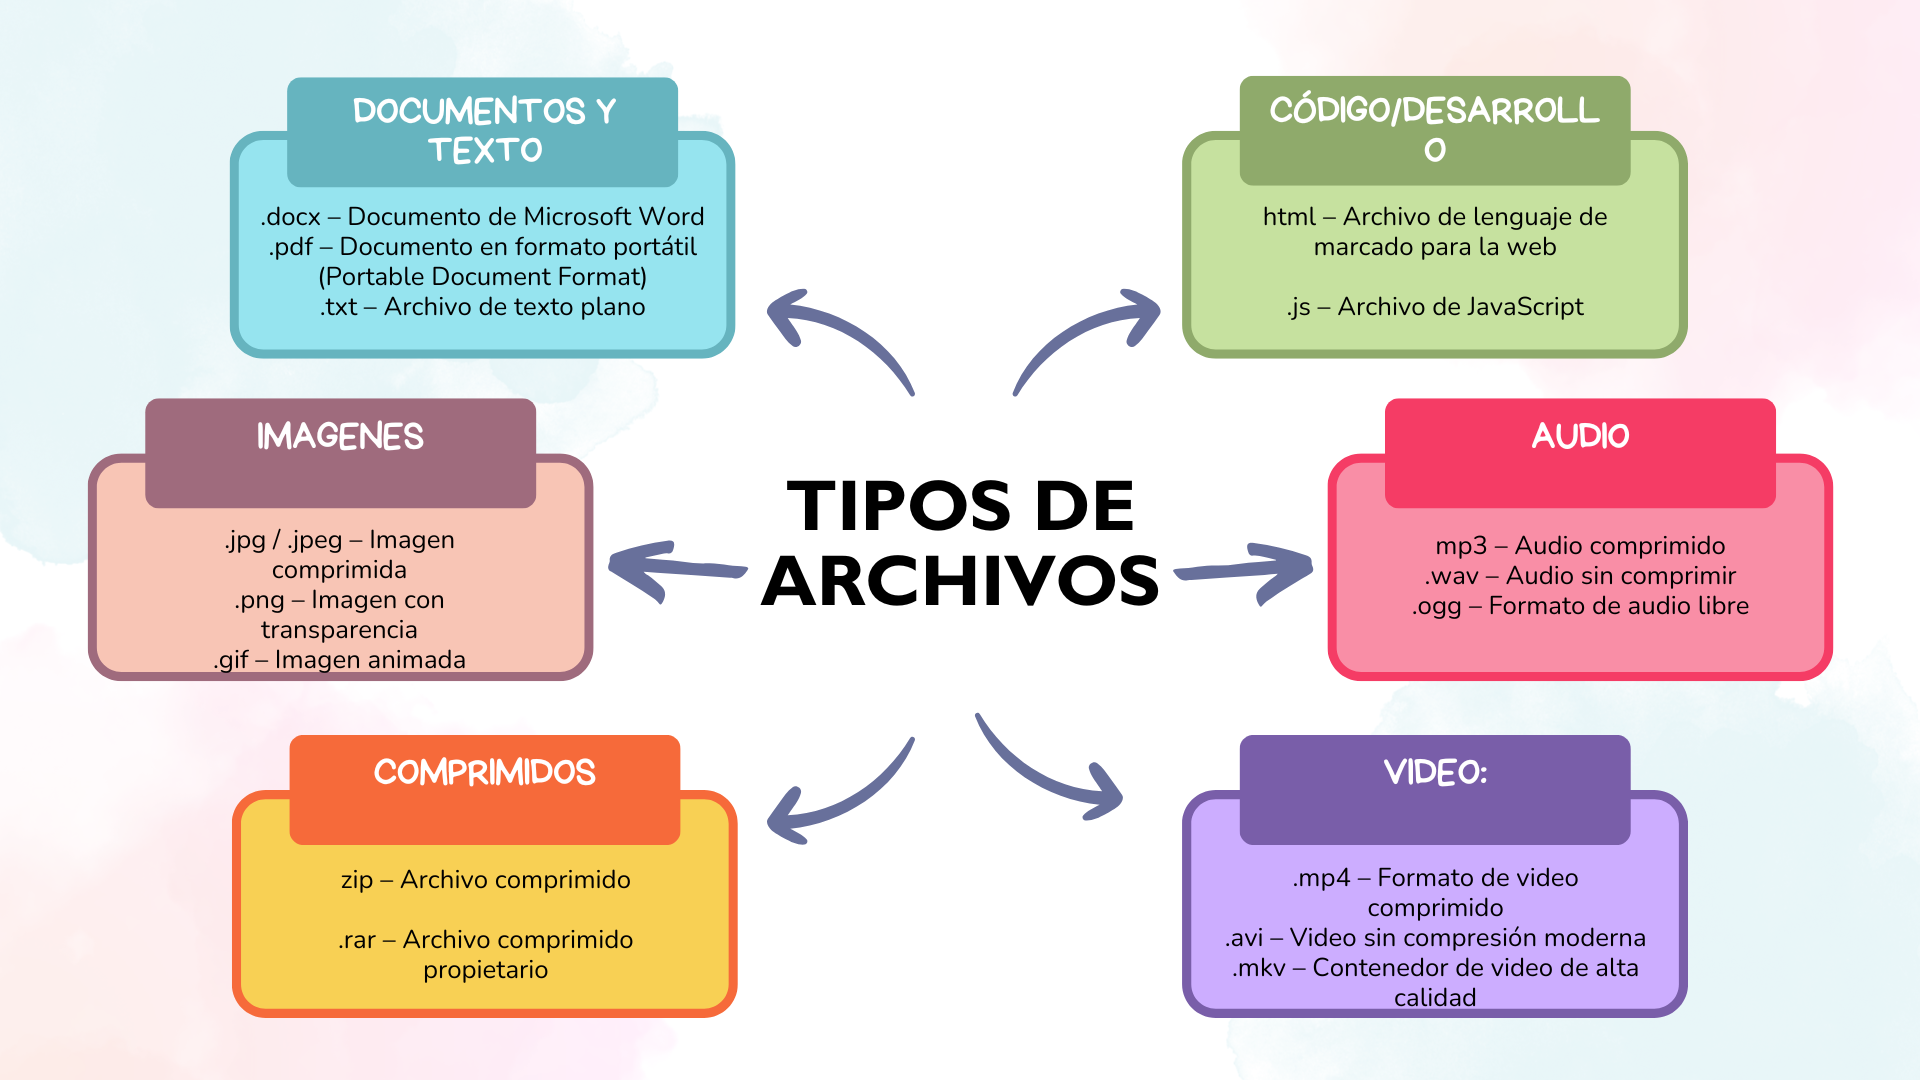 DOCUMENTOS Y
TEXTO
.docx – Documento de Microsoft Word
.pdf – Documento en formato portátil
(Portable Document Format)
.txt – Archivo de texto plano
CÓDIGO/DESARROLL
O
html – Archivo de lenguaje de
marcado para la web
.js – Archivo de JavaScript
IMAGENES
.jpg / .jpeg – Imagen
comprimida
.png – Imagen con
transparencia
.gif – Imagen animada
TIPOS DE
ARCHIVOS
AUDIO
mp3 – Audio comprimido
.wav – Audio sin comprimir
.ogg – Formato de audio libre
COMPRIMIDOS
zip – Archivo comprimido
.rar – Archivo comprimido
propietario
VIDEO:
.mp4 – Formato de video
comprimido
.avi – Video sin compresión moderna
.mkv – Contenedor de video de alta
calidad